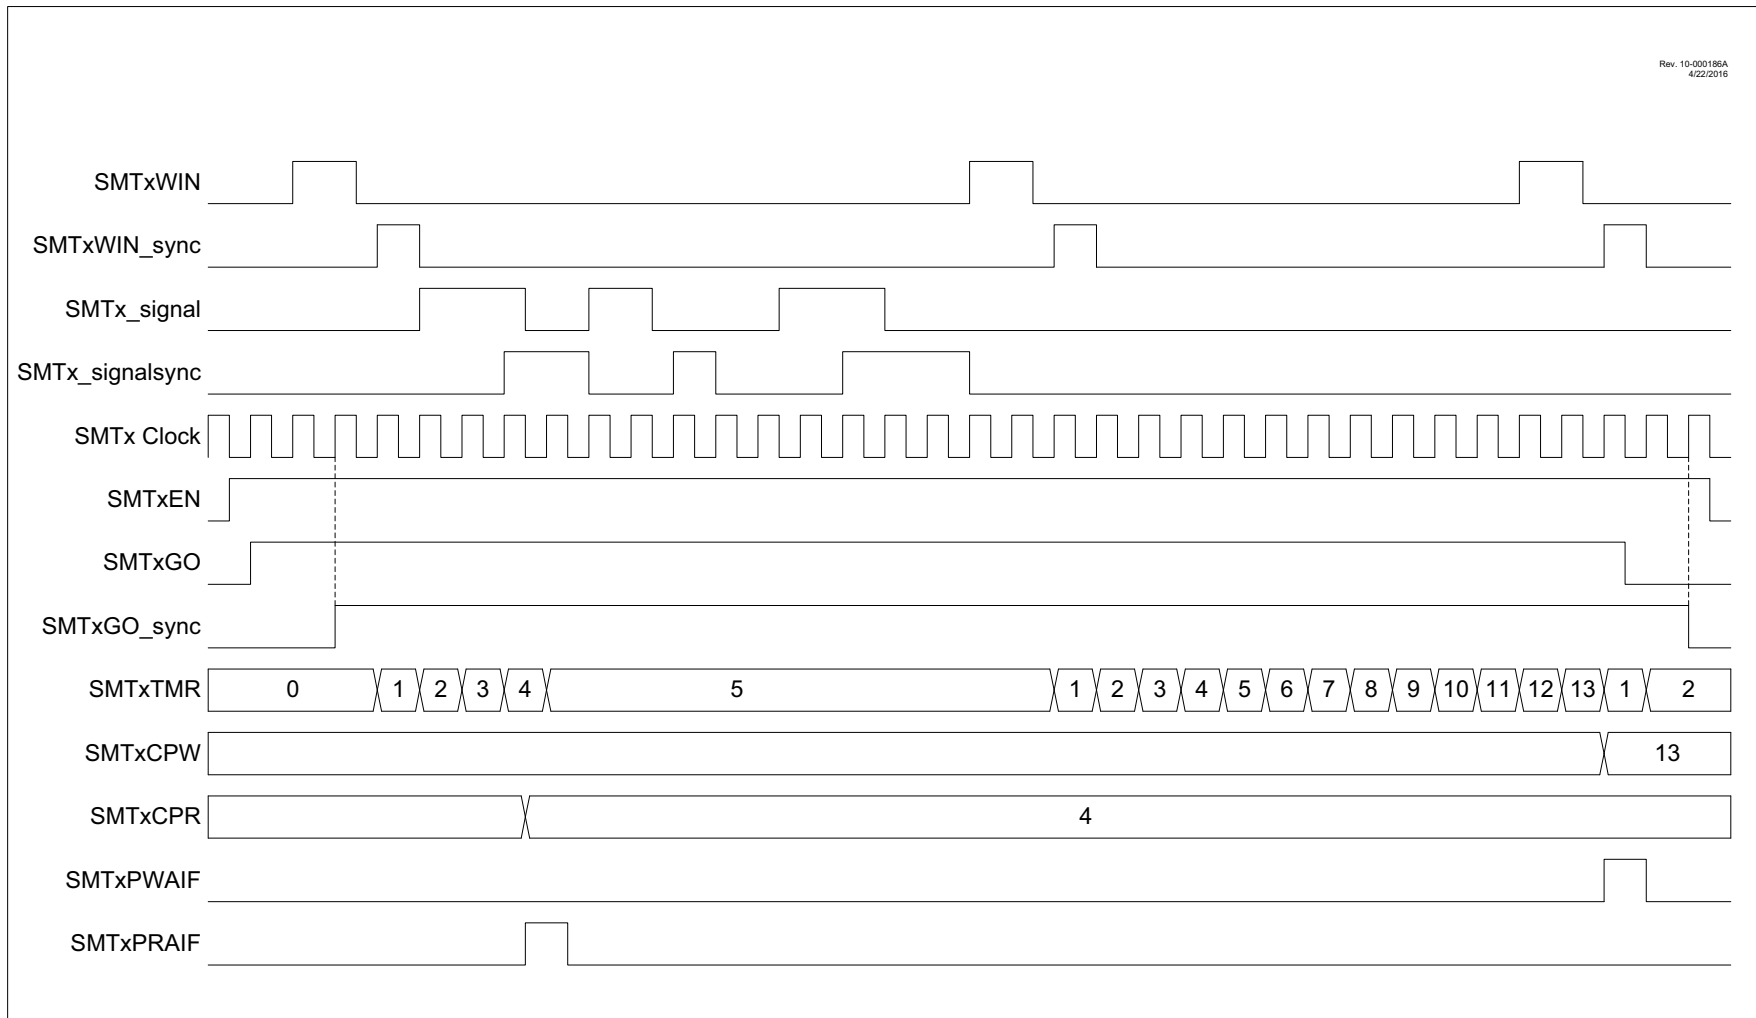 Rev. 10-000186A
4/22/2016
SMTxWIN
SMTxWIN_sync
SMTx_signal
SMTx_signalsync
SMTx Clock
SMTxEN
SMTxGO
SMTxGO_sync
SMTxTMR 0 1 2 3 4 5 1 2 3 4 5 6 7 8 9 10 11 12 13 1 2
SMTxCPW 13
SMTxCPR 4
SMTxPWAIF
SMTxPRAIF